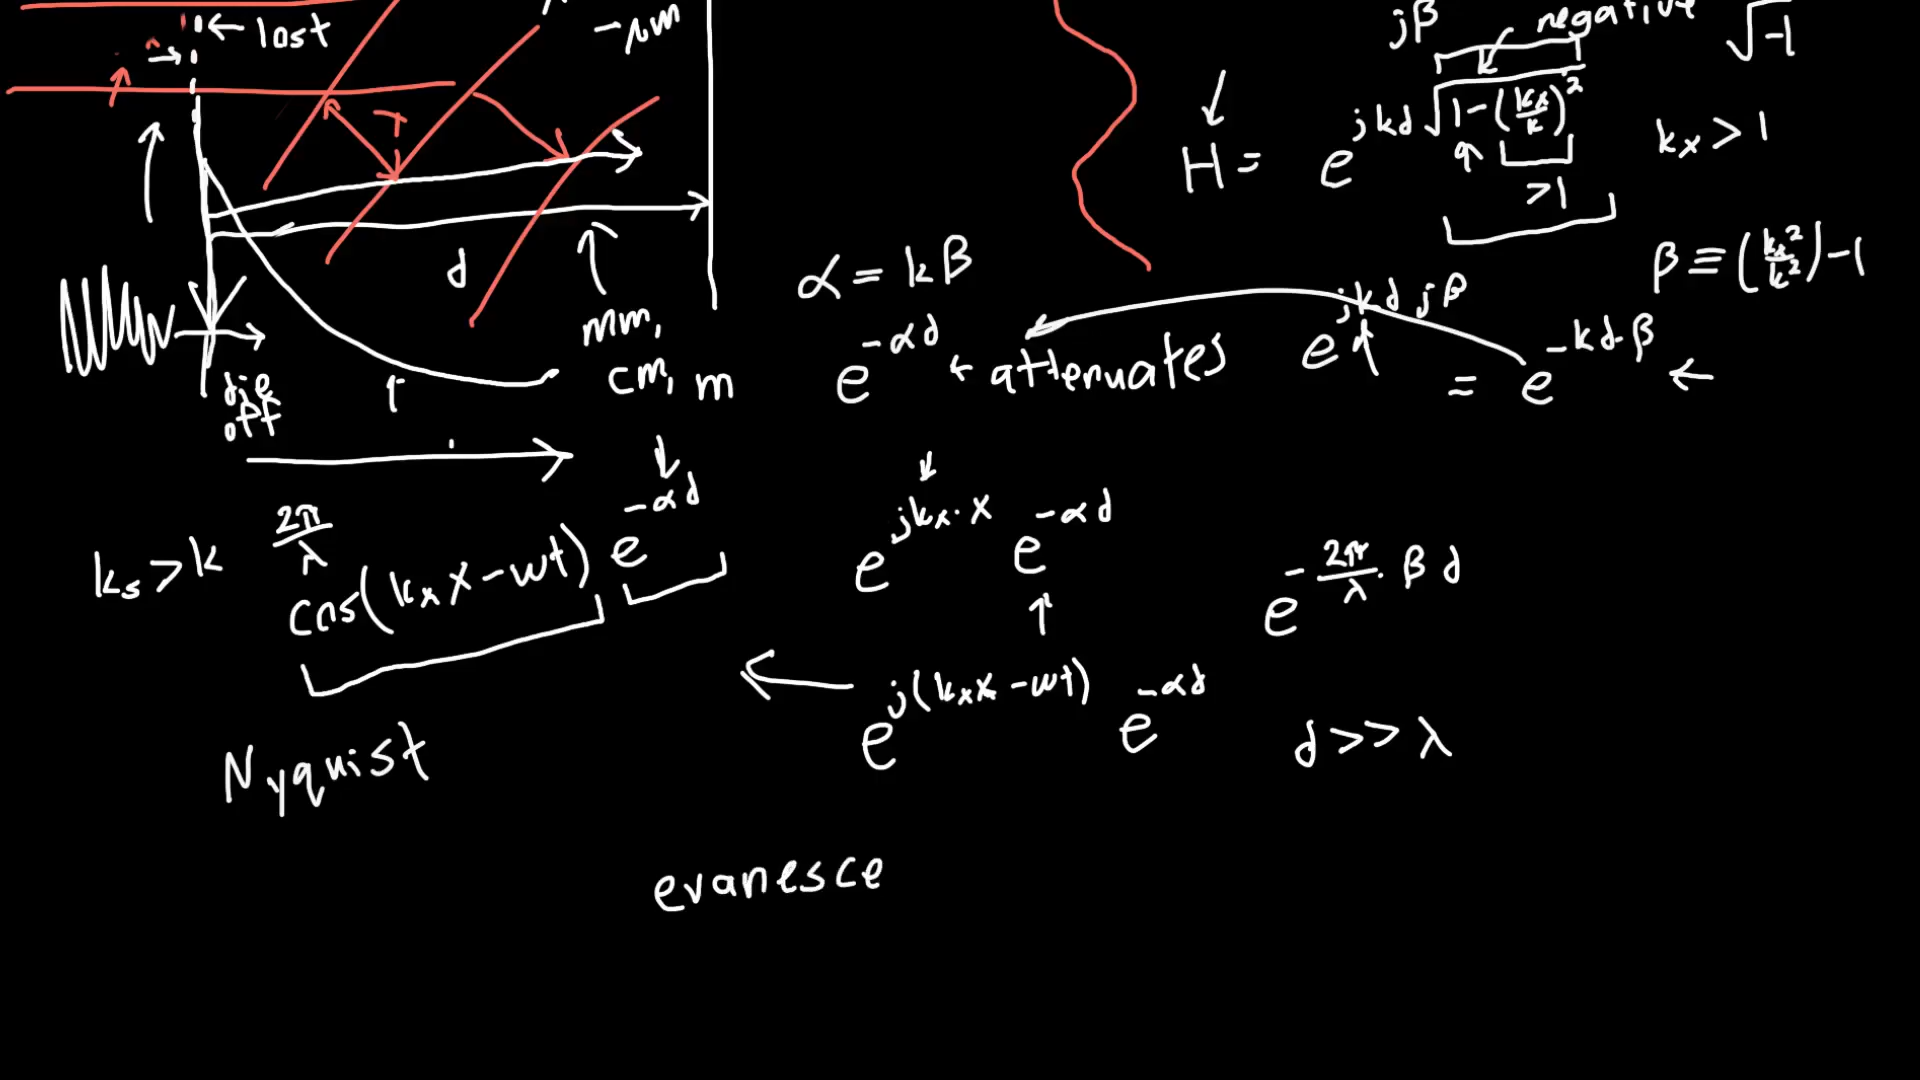 ← lost
-μm
jβ negative √-1
H = e^{jkd√(1-(kx/k)²)} kx > 1
>1
β ≡ (kx²/k²)-1
α = kβ
d
mm,
cm, m
die
off
e^{-αd} ← attenuates e^{jkd jβ} = e^{-kd·β} ←
ks > k 2π/λ cos(kx x - wt) e^{-αd}
e^{jkx·x} e^{-αd}
e^{-2π/λ·βd}
← e^{j(kx x - wt)} e^{-αd}
d >> λ
Nyquist
evanesce